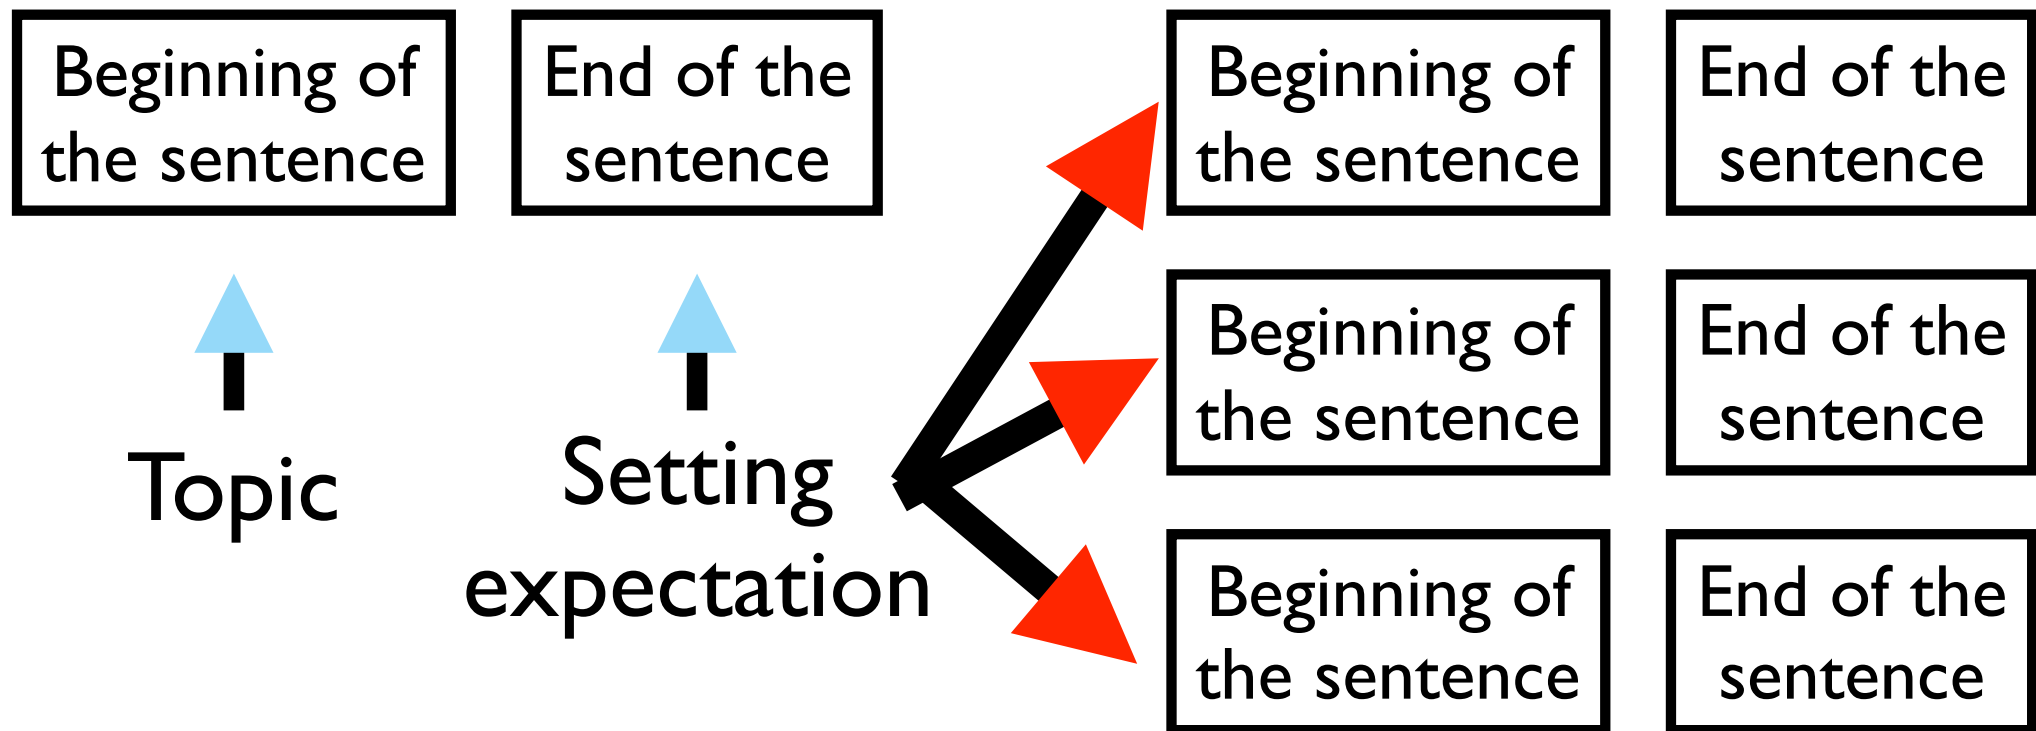 Beginning of
the sentence
End of the
sentence
Topic
Setting
expectation
Beginning of
the sentence
End of the
sentence
Beginning of
the sentence
End of the
sentence
Beginning of
the sentence
End of the
sentence